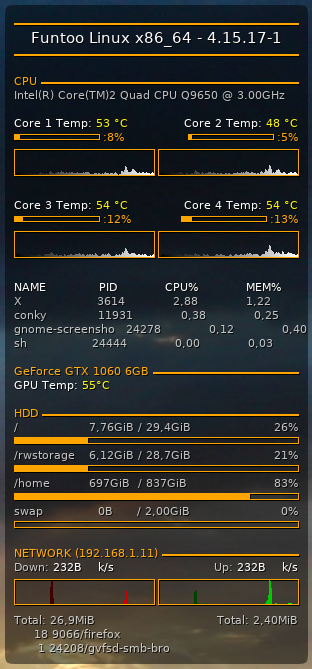 Funtoo Linux x86_64 - 4.15.17-1
CPU
Intel(R) Core(TM)2 Quad CPU Q9650 @ 3.00GHz
Core 1 Temp: 53 °C Core 2 Temp: 48 °C
:8% :5%
Core 3 Temp: 54 °C Core 4 Temp: 54 °C
:12% :13%
NAME PID CPU% MEM%
X 3614 2,88 1,22
conky 11931 0,38 0,25
gnome-screensho 24278 0,12 0,40
sh 24444 0,00 0,03
GeForce GTX 1060 6GB
GPU Temp: 55°C
HDD
/ 7,76GiB / 29,4GiB 26%
/rwstorage 6,12GiB / 28,7GiB 21%
/home 697GiB / 837GiB 83%
swap 0B / 2,00GiB 0%
NETWORK (192.168.1.11)
Down: 232B k/s Up: 232B k/s
Total: 26,9MiB Total: 2,40MiB
18 9066/firefox
1 24208/gvfsd-smb-bro